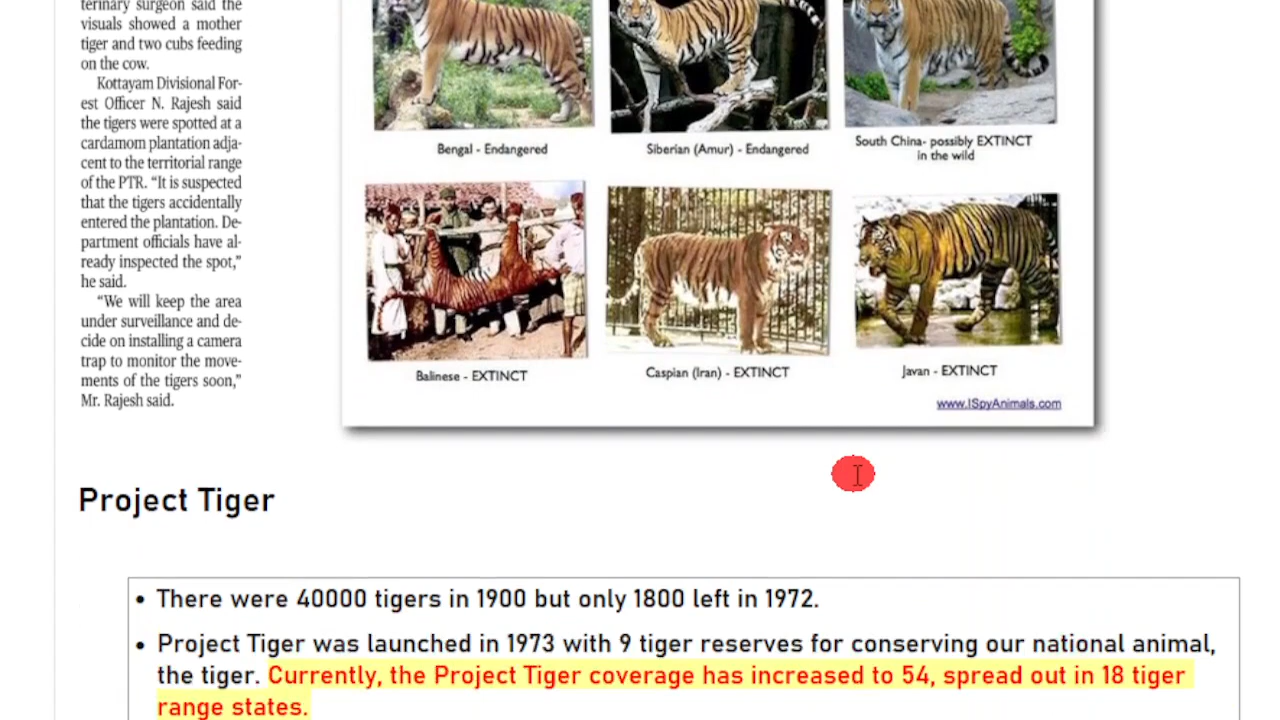 terinary surgeon said the
visuals showed a mother
tiger and two cubs feeding
on the cow.
Kottayam Divisional For-
est Officer N. Rajesh said
the tigers were spotted at a
cardamom plantation adja-
cent to the territorial range
of the PTR. “It is suspected
that the tigers accidentally
entered the plantation. De-
partment officials have al-
ready inspected the spot,”
he said.
“We will keep the area
under surveillance and de-
cide on installing a camera
trap to monitor the move-
ments of the tigers soon,”
Mr. Rajesh said.
Bengal - Endangered
Siberian (Amur) - Endangered
South China- possibly EXTINCT
in the wild
Balinese - EXTINCT
Caspian (Iran) - EXTINCT
Javan - EXTINCT
www.ISpyAnimals.com
Project Tiger
• There were 40000 tigers in 1900 but only 1800 left in 1972.
• Project Tiger was launched in 1973 with 9 tiger reserves for conserving our national animal,
the tiger. Currently, the Project Tiger coverage has increased to 54, spread out in 18 tiger
range states.